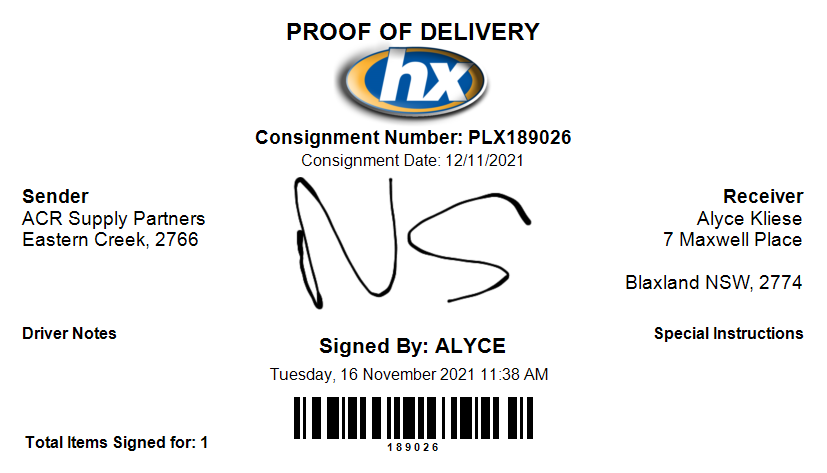 PROOF OF DELIVERY
hx
Consignment Number: PLX189026
Consignment Date: 12/11/2021
Sender
ACR Supply Partners
Eastern Creek, 2766
Receiver
Alyce Kliese
7 Maxwell Place
Blaxland NSW, 2774
NS
Driver Notes
Special Instructions
Signed By: ALYCE
Tuesday, 16 November 2021 11:38 AM
189026
Total Items Signed for: 1